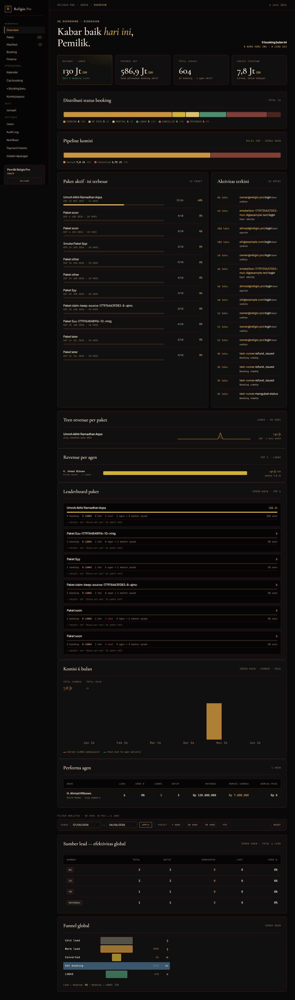 R Religio Pro
WORKSPACE
Overview
Paket 11
Manifest 2
Bunking
Finance
OPERASIONAL
Kalender
Cari booking
+ Booking baru
Komisi payout
DATA
Jemaah
SETTINGS
Users
Audit Log
Notifikasi
Payment Intents
Insiden lapangan
Pemilik Religio Pro
OWNER
KELUAR
RELIGIO PRO / ADMIN / OVERVIEW
6 Juni 2026
HQ DASHBOARD · RINGKASAN
Kabar baik hari ini,
Pemilik.
0 booking bulan ini
0 BARU HARI INI · 0 LEAD 24J
REVENUE · LUNAS
130 Jt IDR
Dari 2 booking lunas
POTENSI HOT
586,9 Jt IDR
Sisa pelunasan booking aktif
TOTAL JEMAAH
604
16 booking · 1 agen aktif
KOMISI TERUTANG
7,8 Jt IDR
Earned, belum dibayar
Distribusi status booking
TOTAL 16
PENDING 8 50% DP PAID 1 6% PARTIAL 1 6% LUNAS 2 13% CANCELLED 3 19% REFUNDED 1 6%
Pipeline komisi
NILAI IDR · SEMUA AGEN
Earned 7,8 Jt 68% Cancelled 3,72 Jt 32%
Paket aktif · isi terbesar
11 PAKET
Umroh Akhir Ramadhan Aqsa
DEP 15 MAR 2027 · 14 HARI
27/45 60%
Paket soon
DEP 4 JUN 2026 · 10 HARI
0/10 0%
Paket soon
DEP 4 JUN 2026 · 10 HARI
0/10 0%
Smoke Paket 5pp
DEP 24 JUN 2026 · 10 HARI
0/10 0%
Paket other
DEP 24 JUN 2026 · 10 HARI
0/10 0%
Paket other
DEP 24 JUN 2026 · 10 HARI
0/10 0%
Paket 5yy
DEP 25 JUN 2026 · 10 HARI
0/10 0%
Paket claim-keep-source-1779764639383-8-ajmc
DEP 25 JUN 2026 · 10 HARI
0/10 0%
Paket 5uu-1779764848916-10-rmig
DEP 25 JUN 2026 · 10 HARI
0/10 0%
Paket later
DEP 24 JUL 2026 · 10 HARI
0/10 0%
Paket later
DEP 24 JUL 2026 · 10 HARI
0/10 0%
Aktivitas terkini
15 ENTRI
lalu owner@religio.pro login User
uubhyy
4d lalu smoke5oo-1779725637053-
mut-A@example.test login
User x0cn3q
18d lalu ahmad@religio.pro login User
sgovtw
18d lalu siti@example.com login User
io4klb
1m lalu owner@religio.pro login User
uubhyy
1m lalu smoke5oo-1779725637053-
mut-A@example.test login
User x0cn3q
1m lalu ahmad@religio.pro login User
sgovtw
1m lalu siti@example.com login User
io4klb
1j lalu owner@religio.pro login User
uubhyy
1j lalu owner@religio.pro login User
uubhyy
1j lalu owner@religio.pro login User
uubhyy
3h lalu test-runner refund_issued
Booking c4wdtp
3h lalu test-runner refund_issued
Booking c4wdtp
3h lalu test-runner refund_issued
Booking c4wdtp
3h lalu test-runner mengubah status
Booking c4wdtp
Tren revenue per paket
LUNAS · 30 HARI
Umroh Akhir Ramadhan Aqsa
slug ramadhan-aqsa-2026
130 Jt
IDR · 1 hari aktif
Revenue per agen
TOP 1 · LUNAS
H. Ahmad Wibowo
MITRA RESMI · 2 LUNAS
130 Jt IDR
komisi 7,8 Jt
Leaderboard paket
CROSS-AGEN · TOP 6
Umroh Akhir Ramadhan Aqsa 130 Jt
9 booking 2 LUNAS 5 hot 2 cncl 1 agen + 2 kantor pusat 22% conv
— margin: set "Biaya per pax" di paket edit
Paket 5uu-1779764848916-10-rmig 0
1 booking 0 LUNAS 1 hot 0 agen + 1 kantor pusat 0% conv
— margin: set "Biaya per pax" di paket edit
Paket 5yy 0
1 booking 0 LUNAS 1 hot 0 agen + 1 kantor pusat 0% conv
— margin: set "Biaya per pax" di paket edit
Paket claim-keep-source-1779764639383-8-ajmc 0
1 booking 0 LUNAS 1 hot 0 agen + 1 kantor pusat 0% conv
— margin: set "Biaya per pax" di paket edit
Paket soon 0
2 booking 0 LUNAS 1 hot 1 cncl 0 agen + 2 kantor pusat 0% conv
— margin: set "Biaya per pax" di paket edit
Paket soon 0
2 booking 0 LUNAS 1 hot 1 cncl 0 agen + 2 kantor pusat 0% conv
— margin: set "Biaya per pax" di paket edit
Komisi 6 bulan
CROSS-AGEN · EARNED · PAID
TOTAL EARNED TOTAL PAID
7,8 Jt 0
Jan 26 Feb 26 Mar 26 Apr 26 Mei 26 Jun 26
Earned (LUNAS commission) Paid (out to agen wallets)
Performa agen
1 AGEN
AGEN LEAD CONV % LUNAS AKTIF REVENUE KOMISI EARNED KOMISI PAID
H. Ahmad Wibowo 6 0% 2 3 Rp 130.000.000 Rp 7.800.000 Rp 0
Mitra Resmi · slug ahmad-w
FILTER ANALITIK · 30 HARI (8 MEI → 6 JUN)
RANGE 07/05/2026 → 06/06/2026 APPLY PRESET 7 HARI 30 HARI 90 HARI YTD RESET
Sumber lead — efektivitas global
SEMUA AGEN · TOTAL 6 LEAD
SUMBER TOTAL AKTIF CONVERTED LOST CONV %
WA 2 2 0 0 0%
IG 2 2 0 0 0%
FB 1 1 0 0 0%
REFERRAL 1 1 0 0 0%
Funnel global
SEMUA AGEN
Cold lead 3
Warm lead 100% 3
Converted 0% 0
Hot booking 333% 10
LUNAS 67% 2
Lead → Booking: 0% · Booking → LUNAS: 13%